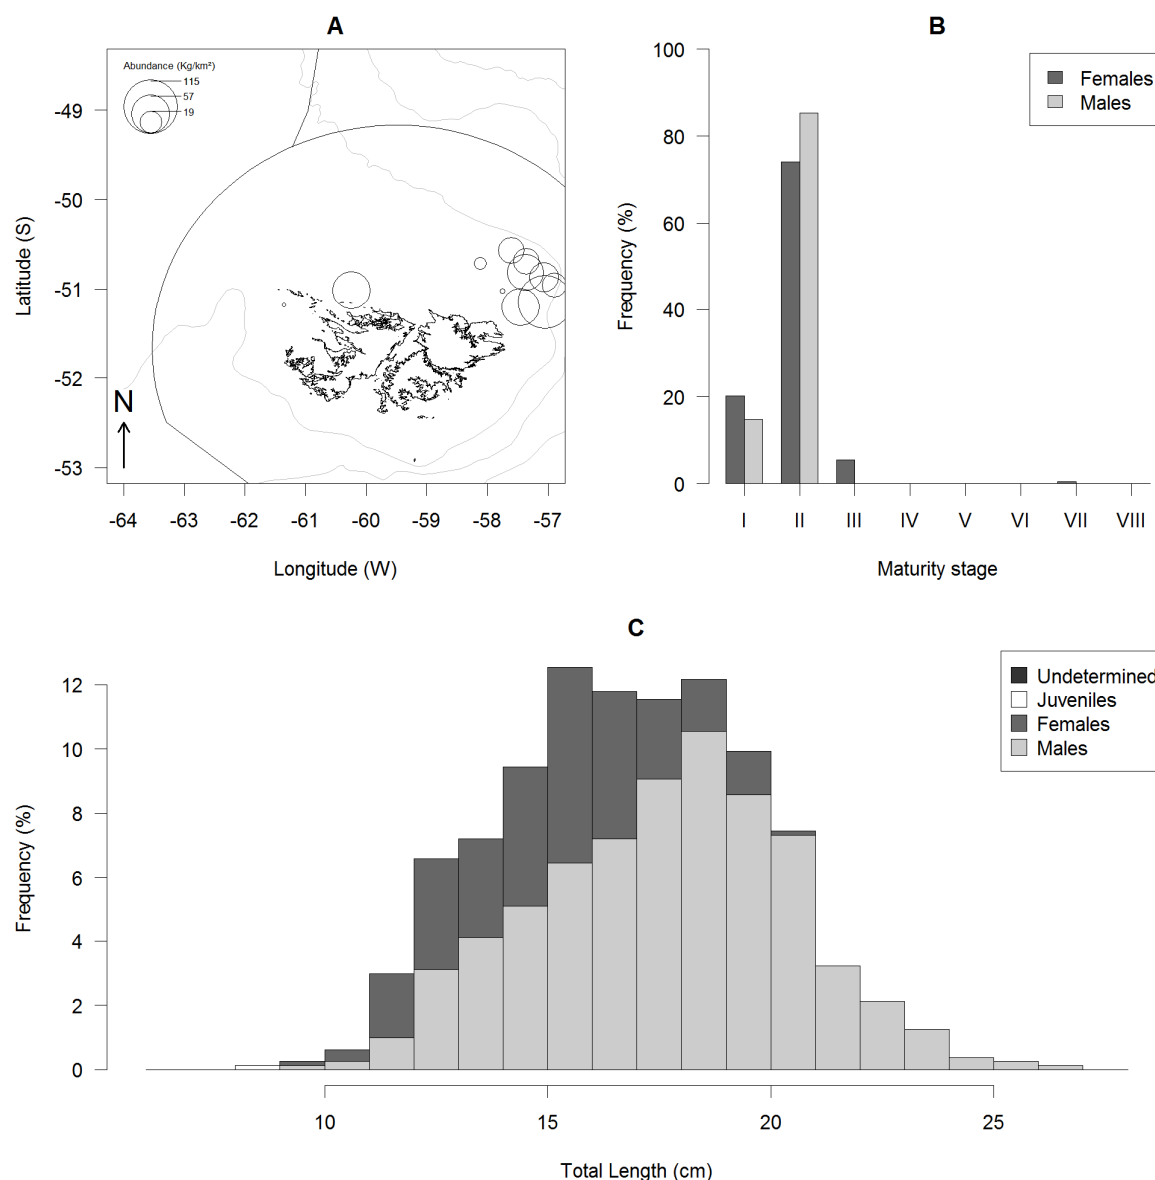 A
Abundance (Kg/km²)
115
57
19
-49
-50
-51
-52
-53
Latitude (S)
N
-64 -63 -62 -61 -60 -59 -58 -57
Longitude (W)
B
100
80
60
40
20
0
Frequency (%)
Females
Males
I II III IV V VI VII VIII
Maturity stage
C
12
10
8
6
4
2
0
Frequency (%)
Undetermined
Juveniles
Females
Males
10 15 20 25
Total Length (cm)